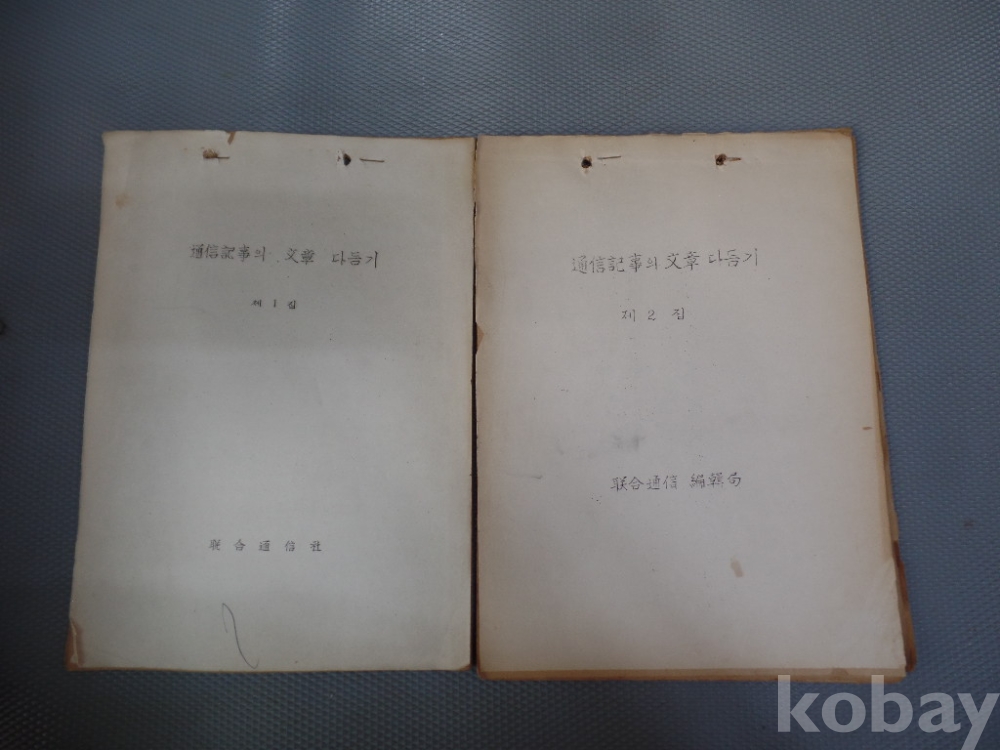 通信記事의 文章 다듬기
제 1 집
联合通信社
通信記事의 文章 다듬기
제 2 집
联合通信 編輯局
kobay